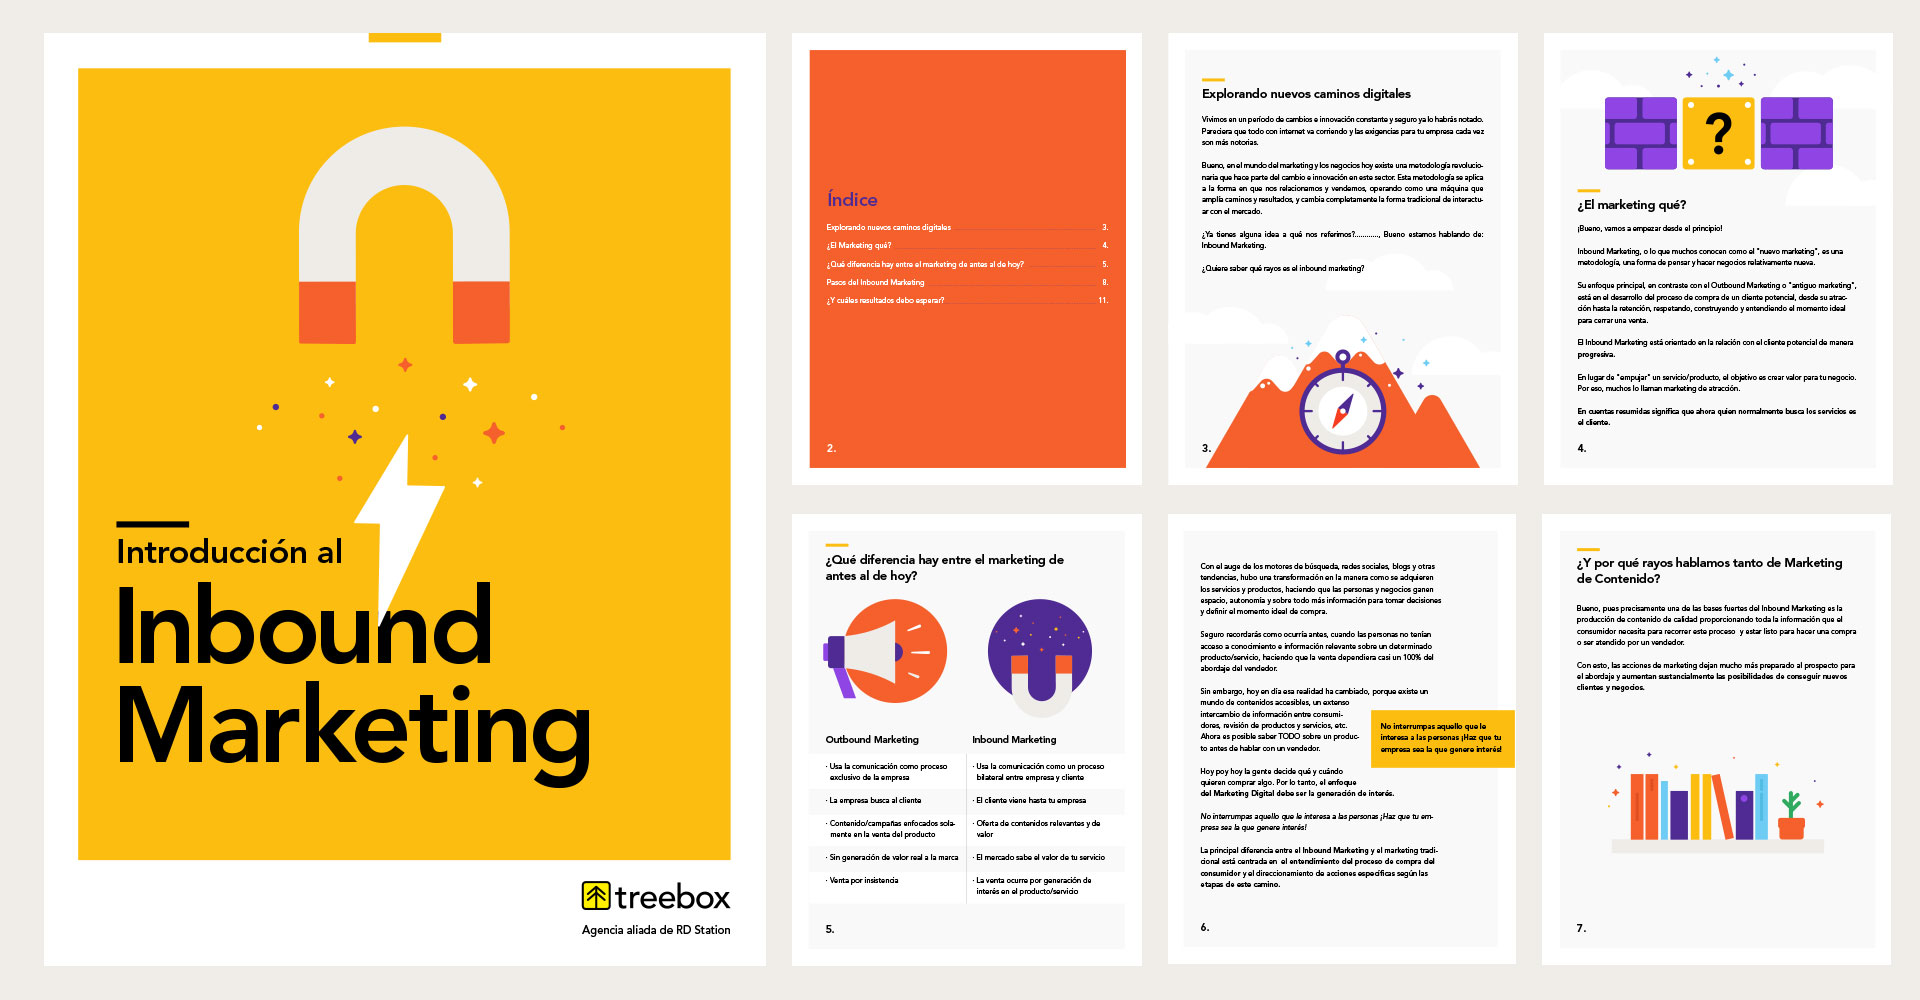 Introducción al
Inbound
Marketing
treebox
Agencia aliada de RD Station
Índice
Explorando nuevos caminos digitales 3.
¿El Marketing qué? 4.
¿Qué diferencia hay entre el marketing de antes al de hoy? 5.
Pasos del Inbound Marketing 8.
¿Y cuáles resultados debo esperar? 11.
2.
Explorando nuevos caminos digitales
Vivimos en un período de cambios e innovación constante y seguro ya lo habrás notado.
Pareciera que todo con internet va corriendo y las exigencias para tu empresa cada vez
son más notorias.
Bueno, en el mundo del marketing y los negocios hoy existe una metodología revolucio-
naria que hace parte del cambio e innovación en este sector. Esta metodología se aplica
a la forma en que nos relacionamos y vendemos, operando como una máquina que
amplía caminos y resultados, y cambia completamente la forma tradicional de interactu-
ar con el mercado.
¿Ya tienes alguna idea a qué nos referimos?............, Bueno estamos hablando de:
Inbound Marketing.
¿Quiere saber qué rayos es el inbound marketing?
3.
?
¿El marketing qué?
¡Bueno, vamos a empezar desde el principio!
Inbound Marketing, o lo que muchos conocen como el "nuevo marketing", es una
metodología, una forma de pensar y hacer negocios relativamente nueva.
Su enfoque principal, en contraste con el Outbound Marketing o "antiguo marketing",
está en el desarrollo del proceso de compra de un cliente potencial, desde su atrac-
ción hasta la retención, respetando, construyendo y entendiendo el momento ideal
para cerrar una venta.
El Inbound Marketing está orientado en la relación con el cliente potencial de manera
progresiva.
En lugar de "empujar" un servicio/producto, el objetivo es crear valor para tu negocio.
Por eso, muchos lo llaman marketing de atracción.
En cuentas resumidas significa que ahora quien normalmente busca los servicios es
el cliente.
4.
¿Qué diferencia hay entre el marketing de
antes al de hoy?
Outbound Marketing
· Usa la comunicación como proceso
exclusivo de la empresa
· La empresa busca al cliente
· Contenido/campañas enfocados sola-
mente en la venta del producto
· Sin generación de valor real a la marca
· Venta por insistencia
Inbound Marketing
· Usa la comunicación como un proceso
bilateral entre empresa y cliente
· El cliente viene hasta tu empresa
· Oferta de contenidos relevantes y de
valor
· El mercado sabe el valor de tu servicio
· La venta ocurre por generación de
interés en el producto/servicio
5.
Con el auge de los motores de búsqueda, redes sociales, blogs y otras
tendencias, hubo una transformación en la manera como se adquieren
los servicios y productos, haciendo que las personas y negocios ganen
espacio, autonomía y sobre todo más información para tomar decisiones
y definir el momento ideal de compra.
Seguro recordarás como ocurría antes, cuando las personas no tenían
acceso a conocimiento e información relevante sobre un determinado
producto/servicio, haciendo que la venta dependiera casi un 100% del
abordaje del vendedor.
Sin embargo, hoy en día esa realidad ha cambiado, porque existe un
mundo de contenidos accesibles, un extenso
intercambio de información entre consumi-
dores, revisión de productos y servicios, etc.
Ahora es posible saber TODO sobre un produc-
to antes de hablar con un vendedor.
Hoy poy hoy la gente decide qué y cuándo
quieren comprar algo. Por lo tanto, el enfoque
del Marketing Digital debe ser la generación de interés.
No interrumpas aquello que le interesa a las personas ¡Haz que tu em-
presa sea la que genere interés!
La principal diferencia entre el Inbound Marketing y el marketing tradi-
cional está centrada en el entendimiento del proceso de compra del
consumidor y el direccionamiento de acciones específicas según las
etapas de este camino.
No interrumpas aquello que le
interesa a las personas ¡Haz que tu
empresa sea la que genere interés!
6.
¿Y por qué rayos hablamos tanto de Marketing
de Contenido?
Bueno, pues precisamente una de las bases fuertes del Inbound Marketing es la
producción de contenido de calidad proporcionando toda la información que el
consumidor necesita para recorrer este proceso y estar listo para hacer una compra
o ser atendido por un vendedor.
Con esto, las acciones de marketing dejan mucho más preparado al prospecto para
el abordaje y aumentan sustancialmente las posibilidades de conseguir nuevos
clientes y negocios.
7.